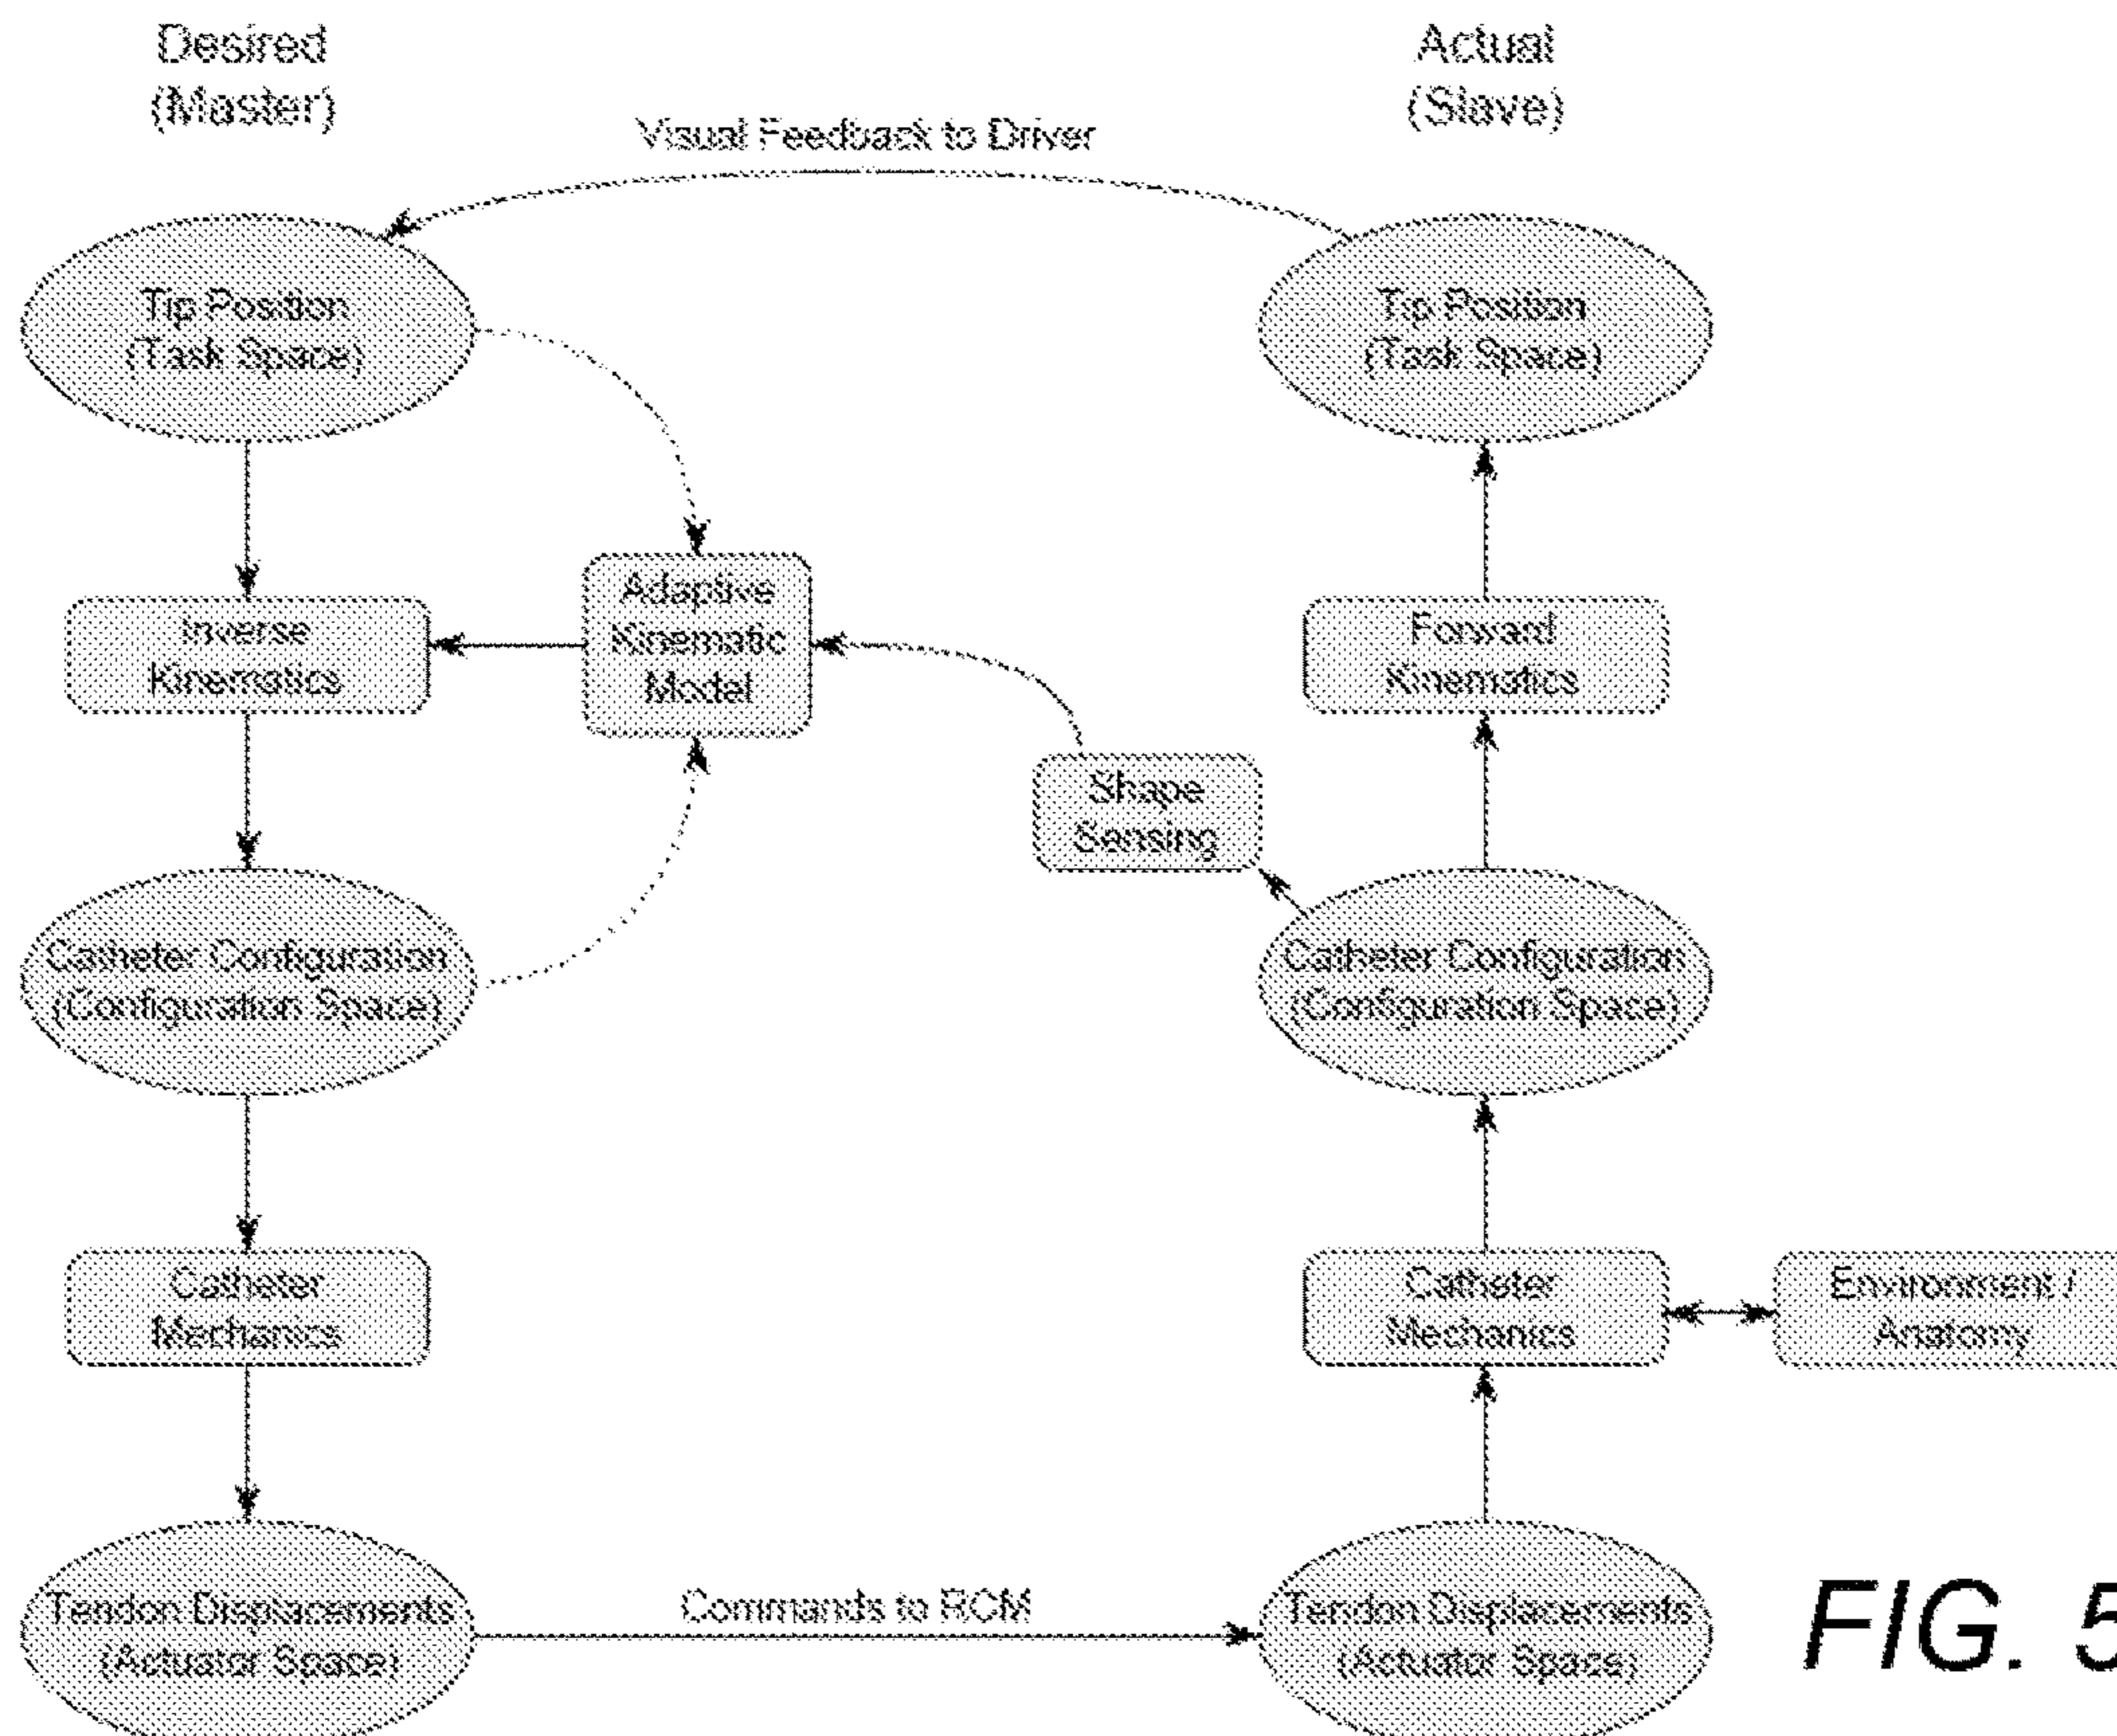 Desired
(Master)
Actual
(Slave)
Visual Feedback to Driver
Tip Position
(Task Space)
Tip Position
(Task Space)
Inverse
Kinematics
Adaptive
Kinematic
Model
Forward
Kinematics
Shape
Sensing
Catheter Configuration
(Configuration Space)
Catheter Configuration
(Configuration Space)
Catheter
Mechanics
Catheter
Mechanics
Environment /
Anatomy
Tendon Displacements
(Actuator Space)
Commands to RCM
Tendon Displacements
(Actuator Space)
FIG. 5